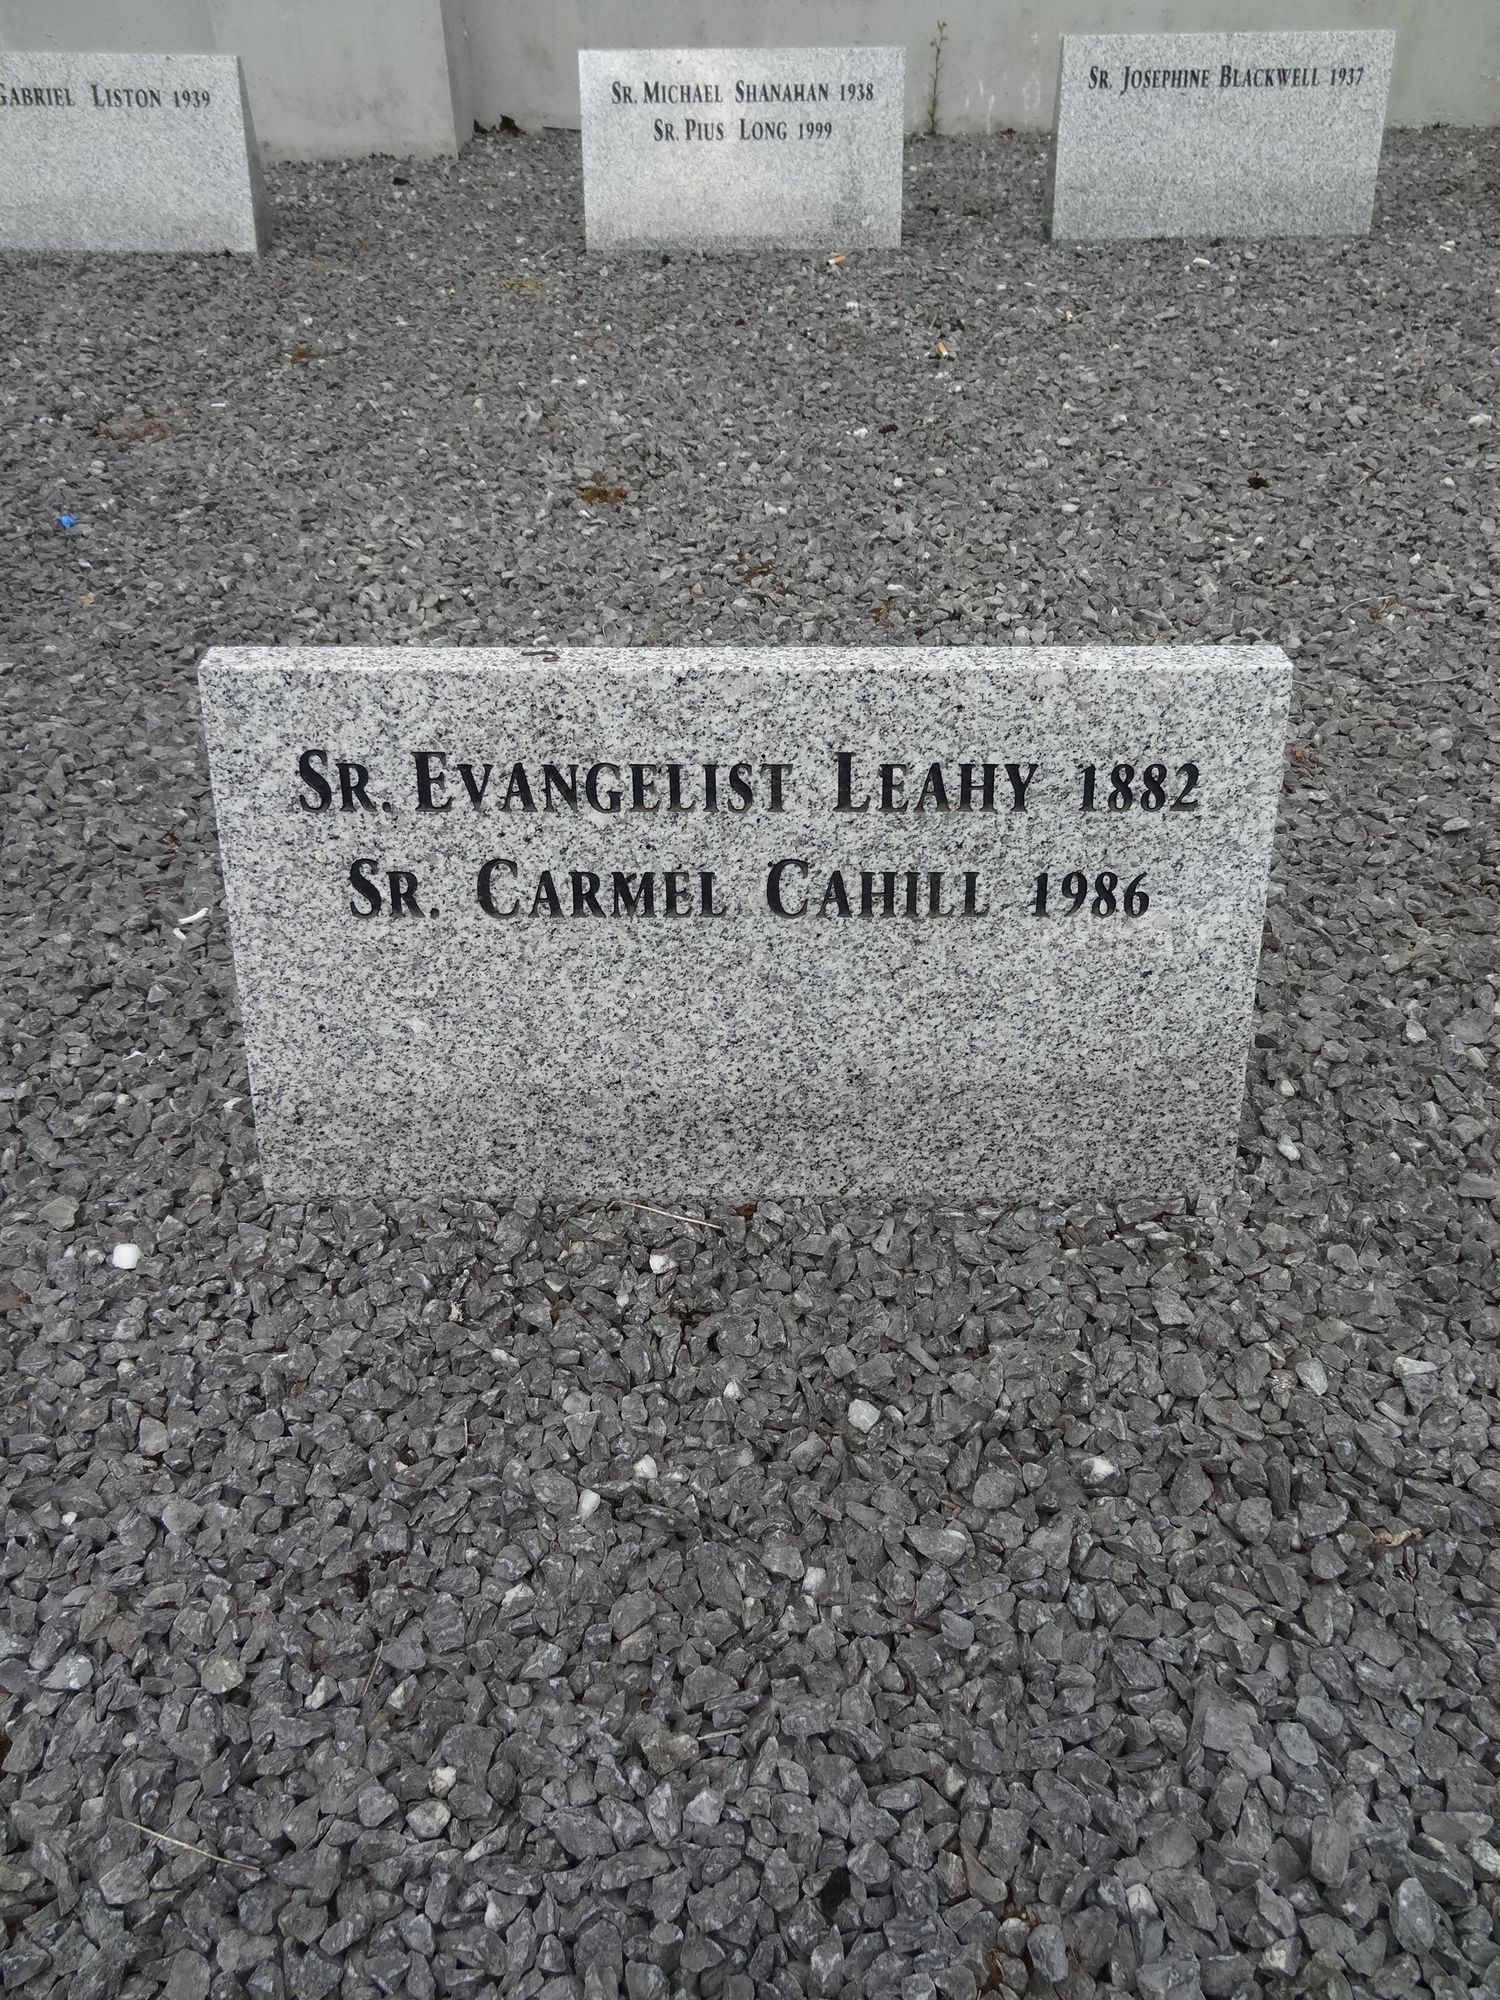 Gabriel Liston 1939
Sr. Michael Shanahan 1938
Sr. Pius Long 1999
Sr. Josephine Blackwell 1937
Sr. Evangelist Leahy 1882
Sr. Carmel Cahill 1986